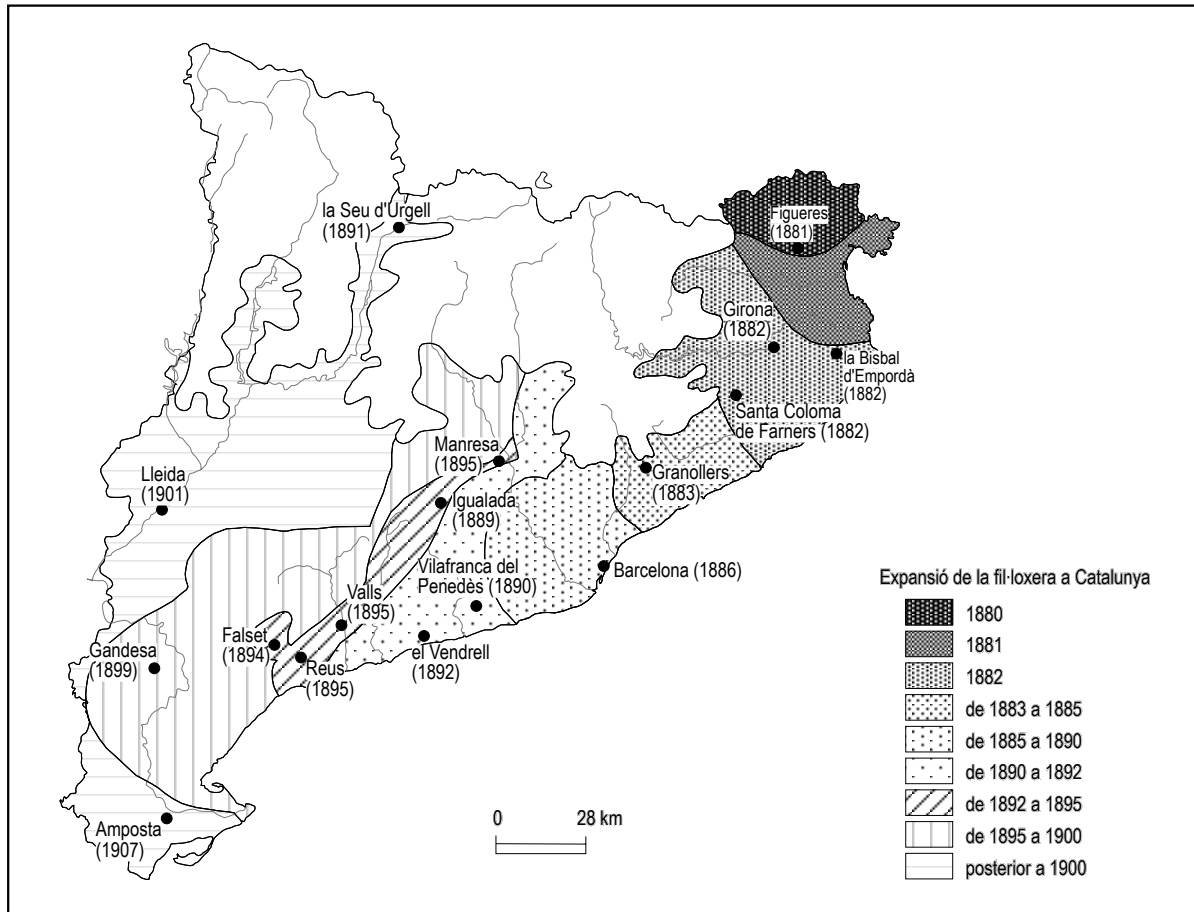 la Seu d'Urgell
(1891)
Figueres
(1881)
Girona
(1882)
la Bisbal
d'Empordà
(1882)
Santa Coloma
de Farners (1882)
Manresa
(1895)
Granollers
(1883)
Lleida
(1901)
Igualada
(1889)
Vilafranca del
Penedès (1890)
Barcelona (1886)
Valls
(1895)
Falset
(1894)
Gandesa
(1899)
Reus
(1895)
el Vendrell
(1892)
Amposta
(1907)
0 28 km
Expansió de la fil·loxera a Catalunya
1880
1881
1882
de 1883 a 1885
de 1885 a 1890
de 1890 a 1892
de 1892 a 1895
de 1895 a 1900
posterior a 1900